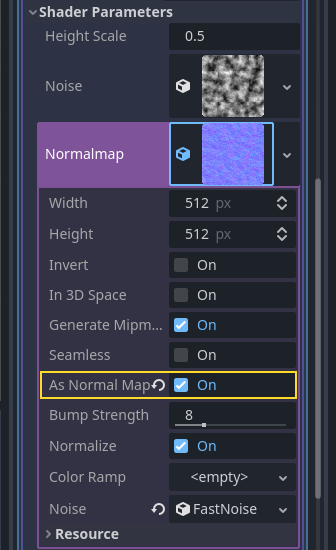 Shader Parameters
Height Scale 0.5
Noise
Normalmap
Width 512 px
Height 512 px
Invert On
In 3D Space On
Generate Mipm... On
Seamless On
As Normal Map On
Bump Strength 8
Normalize On
Color Ramp <empty>
Noise FastNoise
Resource